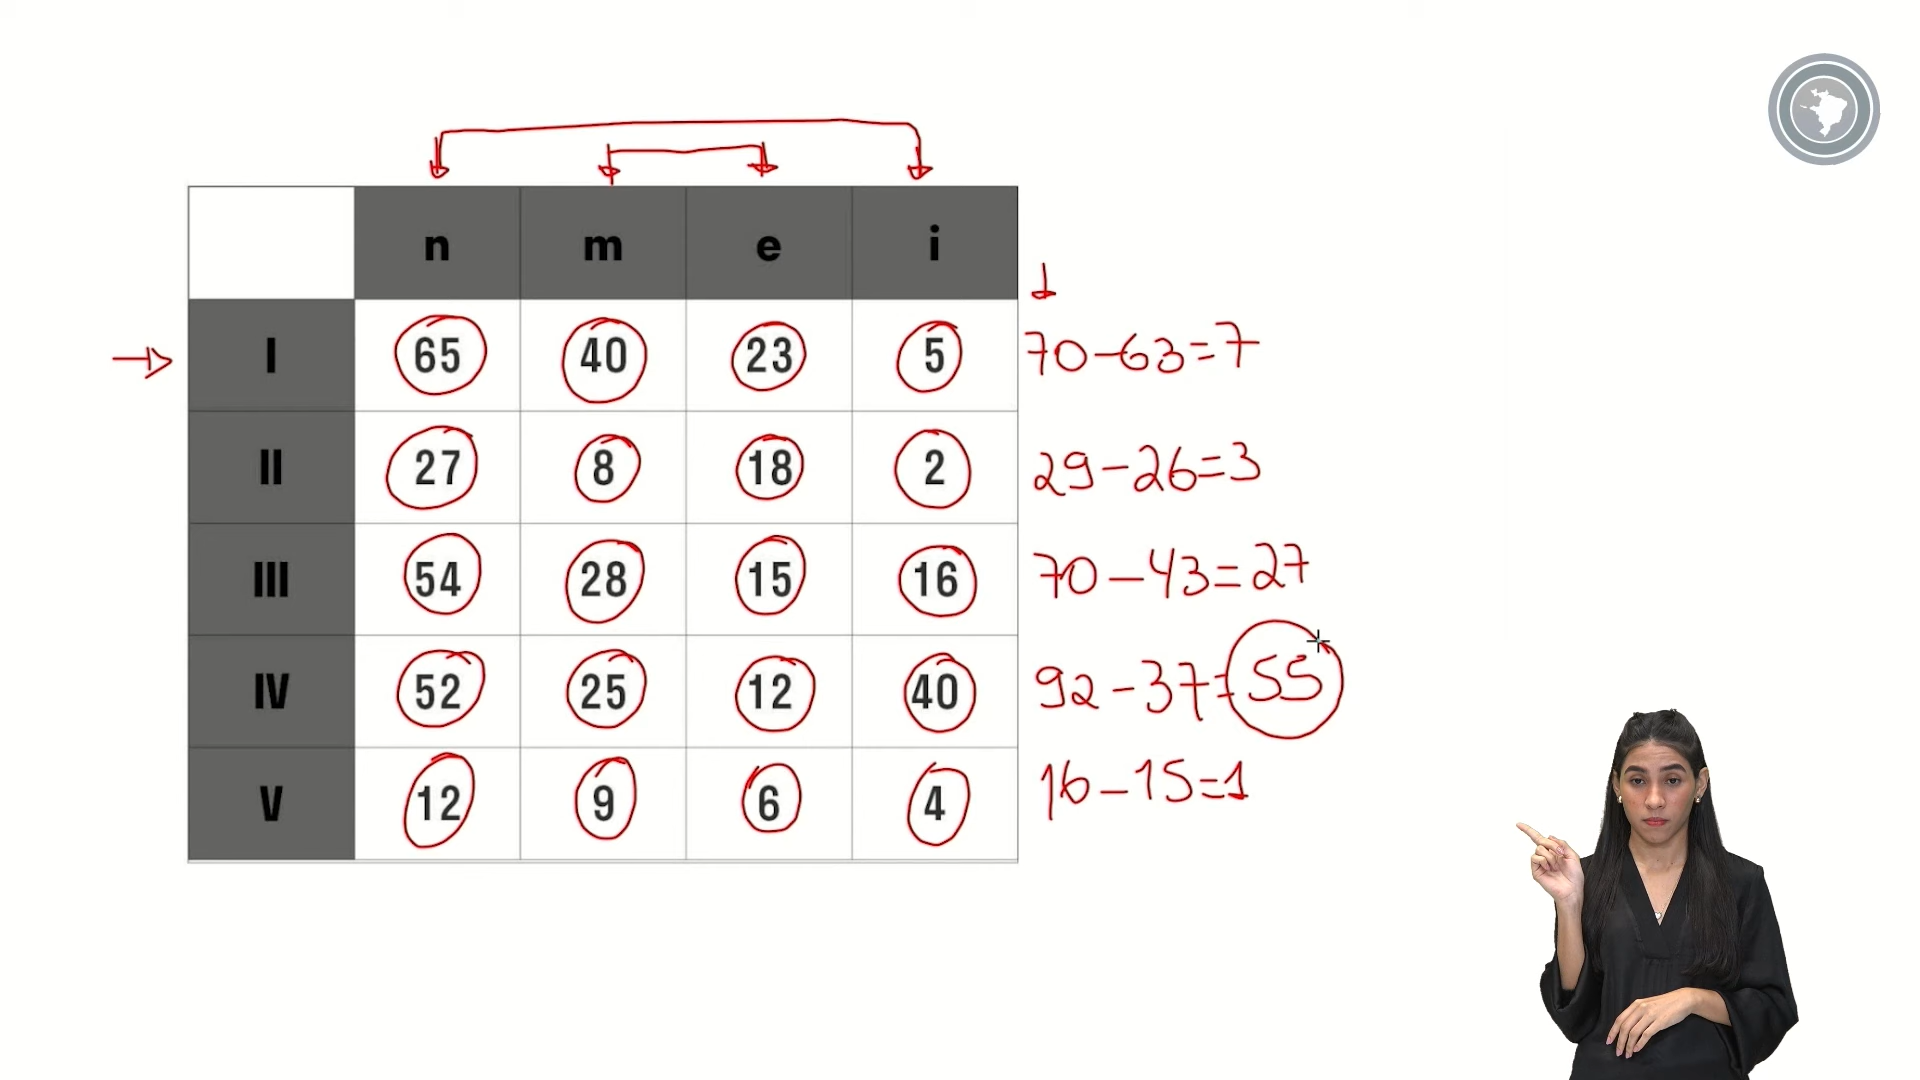 n m e i
I 65 40 23 5 70-63=7
II 27 8 18 2 29-26=3
III 54 28 15 16 70-43=27
IV 52 25 12 40 92-37=55
V 12 9 6 4 16-15=1